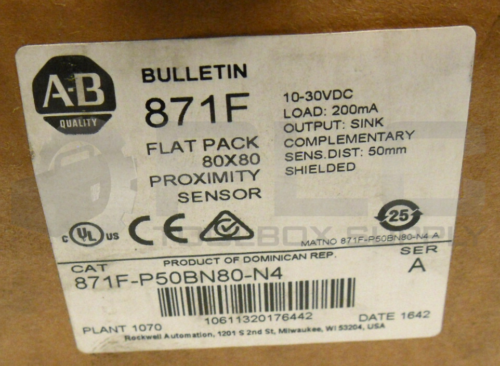 A-B
QUALITY
BULLETIN
871F
FLAT PACK
80X80
PROXIMITY
SENSOR
10-30VDC
LOAD: 200mA
OUTPUT: SINK
COMPLEMENTARY
SENS.DIST: 50mm
SHIELDED
C UL US
CE
25
MATNO 871F-P50BN80-N4 A
PRODUCT OF DOMINICAN REP.
SER
A
CAT
871F-P50BN80-N4
10611320176442
PLANT 1070
DATE 1642
Rockwell Automation, 1201 S 2nd St, Milwaukee, WI 53204, USA